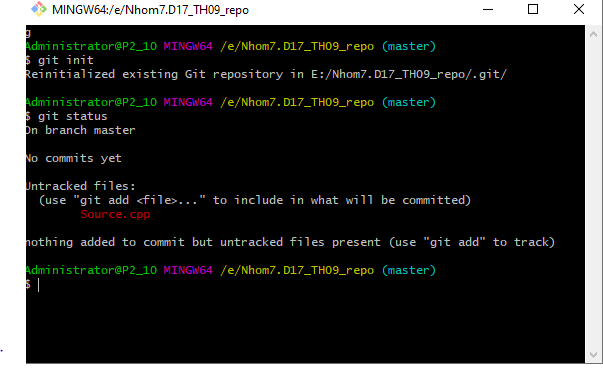 MINGW64:/e/Nhom7.D17_TH09_repo
g
Administrator@P2_10 MINGW64 /e/Nhom7.D17_TH09_repo (master)
$ git init
Reinitialized existing Git repository in E:/Nhom7.D17_TH09_repo/.git/
Administrator@P2_10 MINGW64 /e/Nhom7.D17_TH09_repo (master)
$ git status
On branch master
No commits yet
Untracked files:
(use "git add <file>..." to include in what will be committed)
Source.cpp
nothing added to commit but untracked files present (use "git add" to track)
Administrator@P2_10 MINGW64 /e/Nhom7.D17_TH09_repo (master)
$